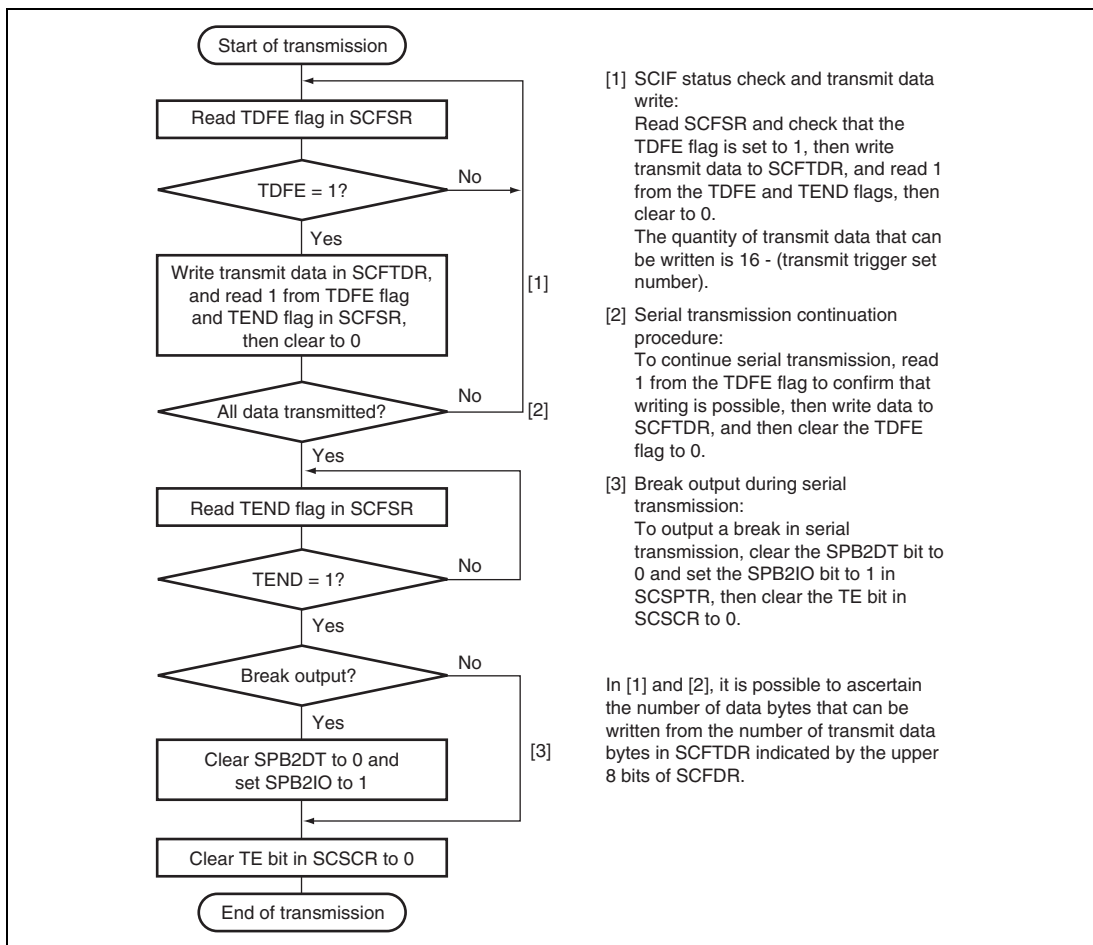 Start of transmission
Read TDFE flag in SCFSR
TDFE = 1?
No
Yes
Write transmit data in SCFTDR,
and read 1 from TDFE flag
and TEND flag in SCFSR,
then clear to 0
[1]
All data transmitted?
No
[2]
Yes
Read TEND flag in SCFSR
TEND = 1?
No
Yes
Break output?
No
Yes
Clear SPB2DT to 0 and
set SPB2IO to 1
[3]
Clear TE bit in SCSCR to 0
End of transmission
[1] SCIF status check and transmit data
write:
Read SCFSR and check that the
TDFE flag is set to 1, then write
transmit data to SCFTDR, and read 1
from the TDFE and TEND flags, then
clear to 0.
The quantity of transmit data that can
be written is 16 - (transmit trigger set
number).
[2] Serial transmission continuation
procedure:
To continue serial transmission, read
1 from the TDFE flag to confirm that
writing is possible, then write data to
SCFTDR, and then clear the TDFE
flag to 0.
[3] Break output during serial
transmission:
To output a break in serial
transmission, clear the SPB2DT bit to
0 and set the SPB2IO bit to 1 in
SCSPTR, then clear the TE bit in
SCSCR to 0.
In [1] and [2], it is possible to ascertain
the number of data bytes that can be
written from the number of transmit data
bytes in SCFTDR indicated by the upper
8 bits of SCFDR.